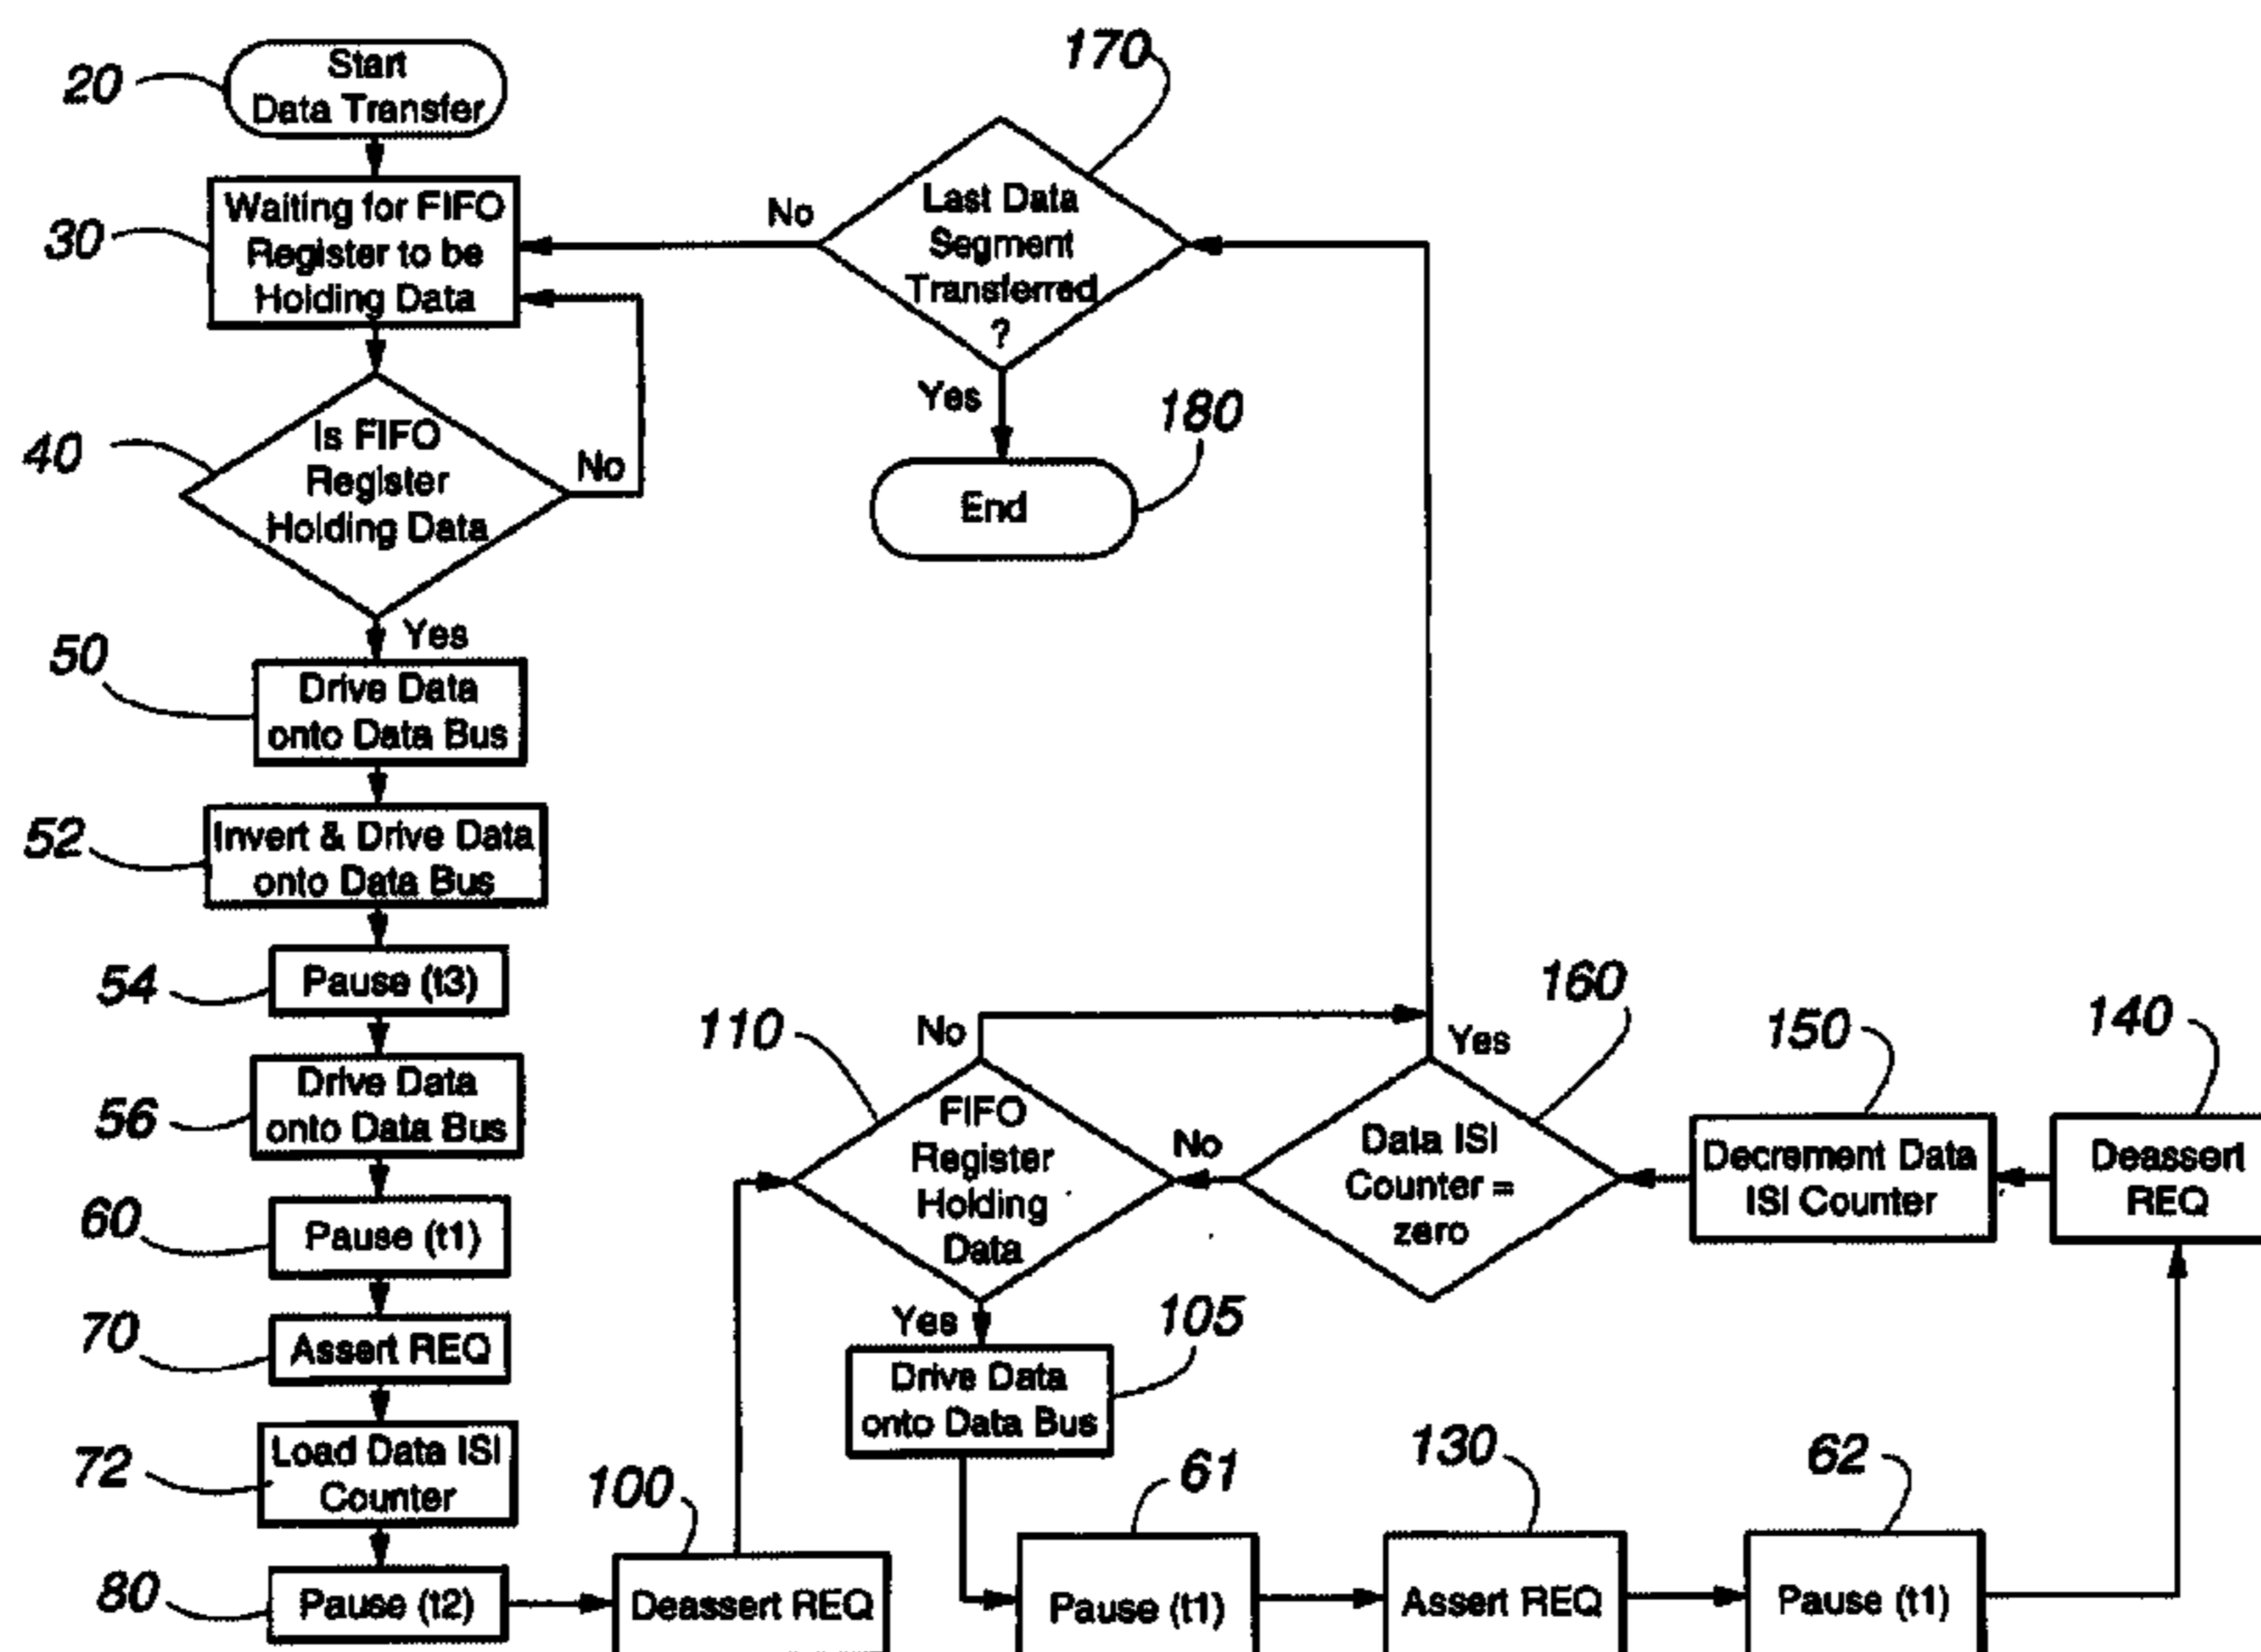 20
Start
Data Transfer
30
Waiting for FIFO
Register to be
Holding Data
40
Is FIFO
Register
Holding Data
No
Yes
50
Drive Data
onto Data Bus
52
Invert & Drive Data
onto Data Bus
54
Pause (t3)
56
Drive Data
onto Data Bus
60
Pause (t1)
70
Assert REQ
72
Load Data ISI
Counter
80
Pause (t2)
100
Deassert REQ
170
Last Data
Segment
Transferred
?
No
Yes
180
End
110
FIFO
Register
Holding
Data
No
Yes
105
Drive Data
onto Data Bus
61
Pause (t1)
130
Assert REQ
62
Pause (t1)
140
Deassert
REQ
150
Decrement Data
ISI Counter
160
Data ISI
Counter =
zero
No
Yes